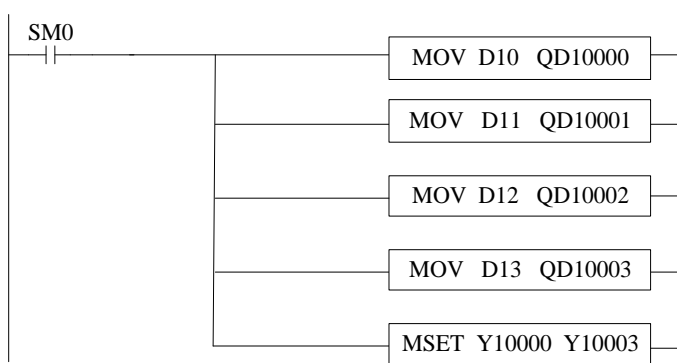 SM0
MOV D10 QD10000
MOV D11 QD10001
MOV D12 QD10002
MOV D13 QD10003
MSET Y10000 Y10003